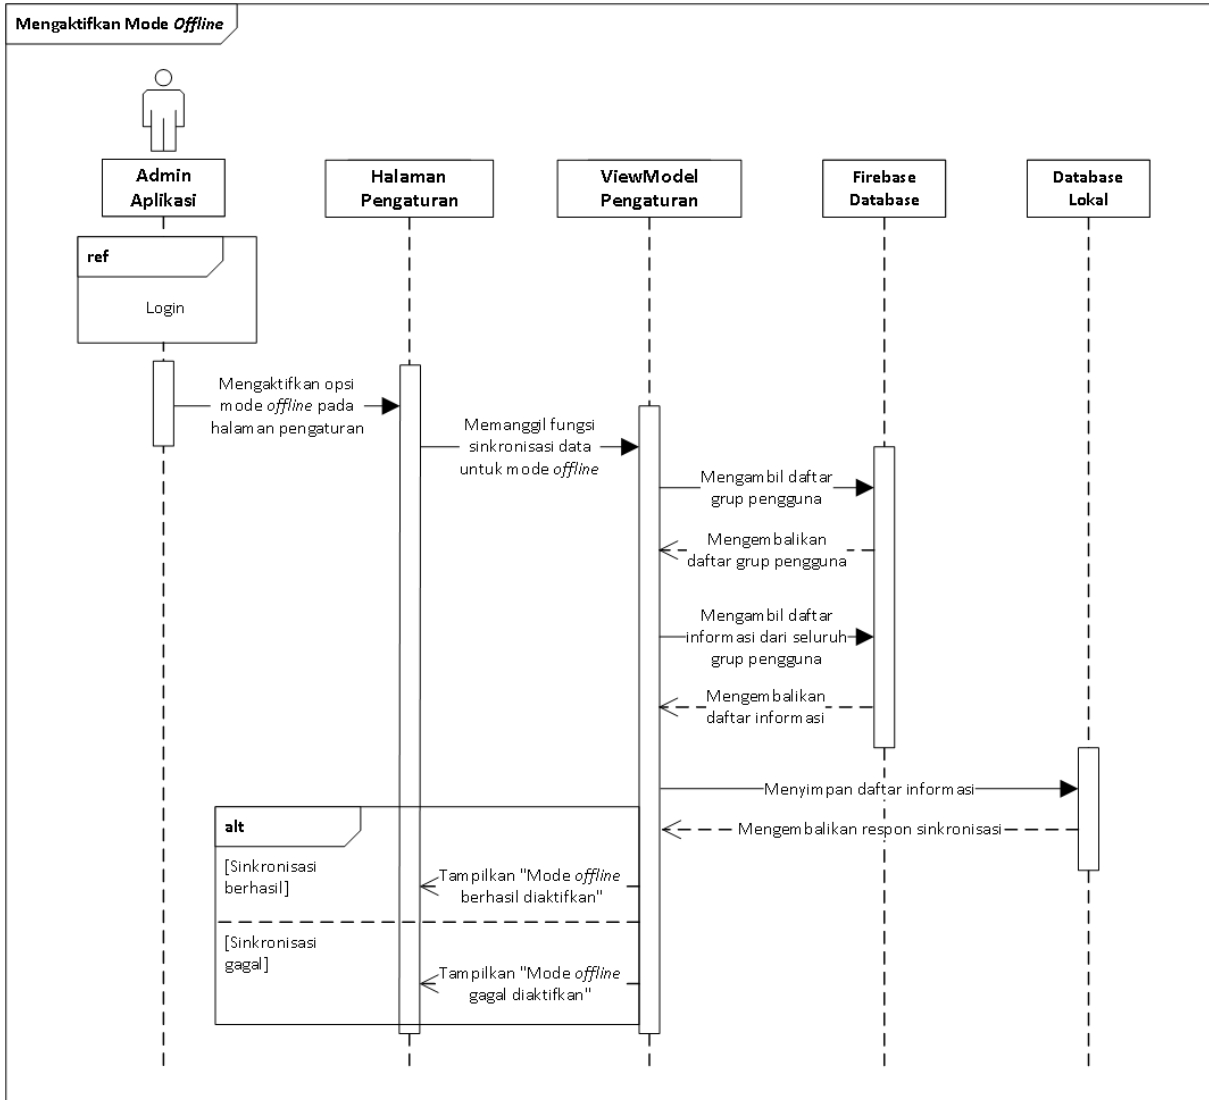 Mengaktifkan Mode Offline
Admin
Aplikasi
Halaman
Pengaturan
ViewModel
Pengaturan
Firebase
Database
Database
Lokal
ref
Login
Mengaktifkan opsi
mode offline pada
halaman pengaturan
Memanggil fungsi
sinkronisasi data
untuk mode offline
Mengambil daftar
grup pengguna
Mengembalikan
daftar grup pengguna
Mengambil daftar
informasi dari seluruh
grup pengguna
Mengembalikan
daftar informasi
Menyimpan daftar informasi
Mengembalikan respon sinkronisasi
alt
[Sinkronisasi
berhasil]
Tampilkan "Mode offline
berhasil diaktifkan"
[Sinkronisasi
gagal]
Tampilkan "Mode offline
gagal diaktifkan"